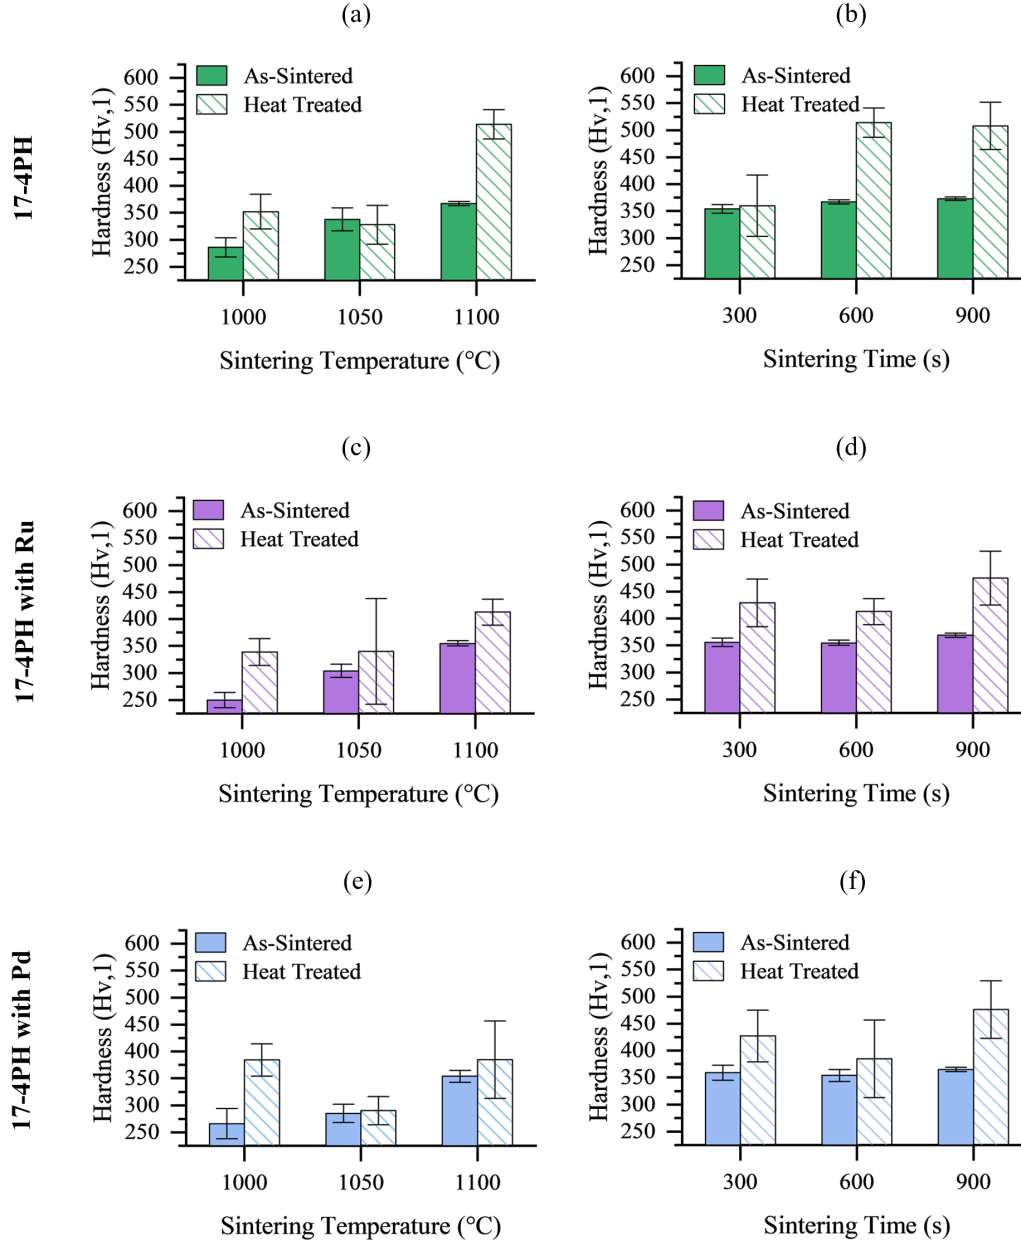 (a)
17-4PH
Hardness (Hv,1)
600
550
500
450
400
350
300
250
As-Sintered
Heat Treated
1000 1050 1100
Sintering Temperature (°C)
(b)
Hardness (Hv,1)
600
550
500
450
400
350
300
250
As-Sintered
Heat Treated
300 600 900
Sintering Time (s)
(c)
17-4PH with Ru
Hardness (Hv,1)
600
550
500
450
400
350
300
250
As-Sintered
Heat Treated
1000 1050 1100
Sintering Temperature (°C)
(d)
Hardness (Hv,1)
600
550
500
450
400
350
300
250
As-Sintered
Heat Treated
300 600 900
Sintering Time (s)
(e)
17-4PH with Pd
Hardness (Hv,1)
600
550
500
450
400
350
300
250
As-Sintered
Heat Treated
1000 1050 1100
Sintering Temperature (°C)
(f)
Hardness (Hv,1)
600
550
500
450
400
350
300
250
As-Sintered
Heat Treated
300 600 900
Sintering Time (s)